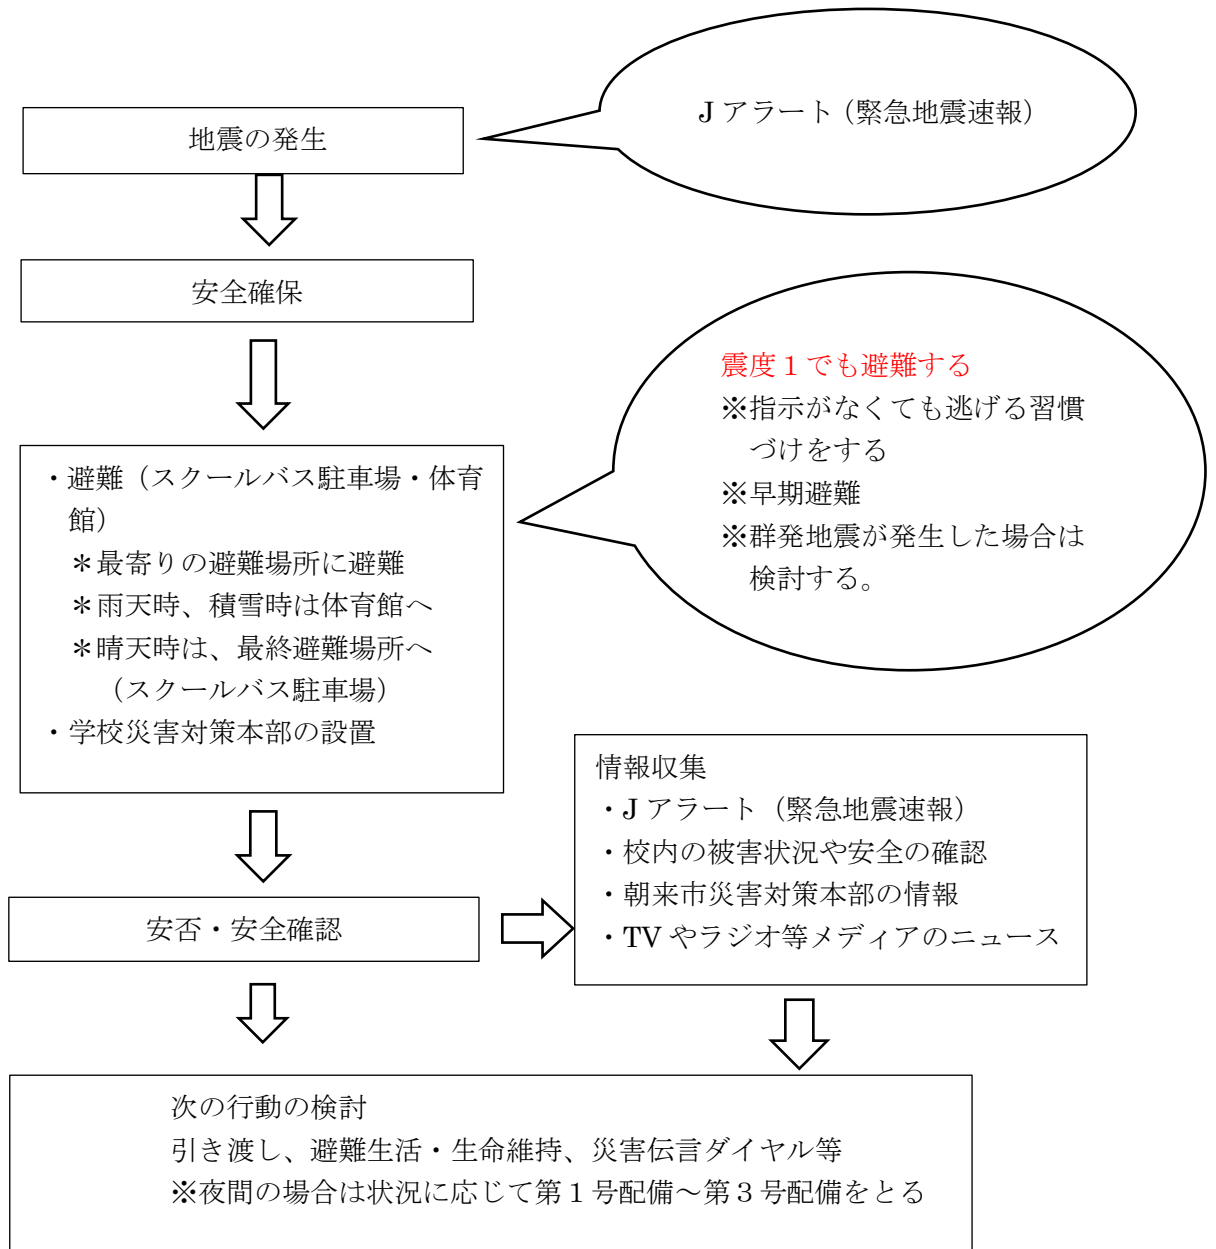 Jアラート（緊急地震速報）
地震の発生
安全確保
震度１でも避難する
※指示がなくても逃げる習慣
づけをする
※早期避難
※群発地震が発生した場合は
検討する。
・避難（スクールバス駐車場・体育
館）
＊最寄りの避難場所に避難
＊雨天時、積雪時は体育館へ
＊晴天時は、最終避難場所へ
（スクールバス駐車場）
・学校災害対策本部の設置
安否・安全確認
情報収集
・Jアラート（緊急地震速報）
・校内の被害状況や安全の確認
・朝来市災害対策本部の情報
・TVやラジオ等メディアのニュース
次の行動の検討
引き渡し、避難生活・生命維持、災害伝言ダイヤル等
※夜間の場合は状況に応じて第１号配備～第３号配備をとる